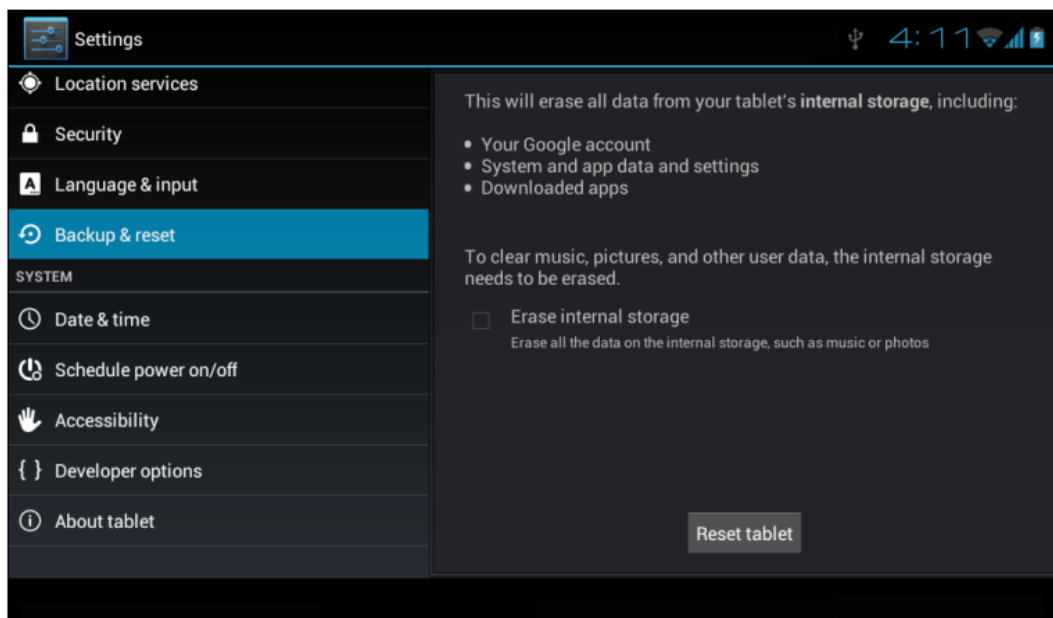 Settings
4:11
Location services
Security
Language & input
Backup & reset
SYSTEM
Date & time
Schedule power on/off
Accessibility
{ } Developer options
About tablet
This will erase all data from your tablet's internal storage, including:
• Your Google account
• System and app data and settings
• Downloaded apps
To clear music, pictures, and other user data, the internal storage
needs to be erased.
Erase internal storage
Erase all the data on the internal storage, such as music or photos
Reset tablet